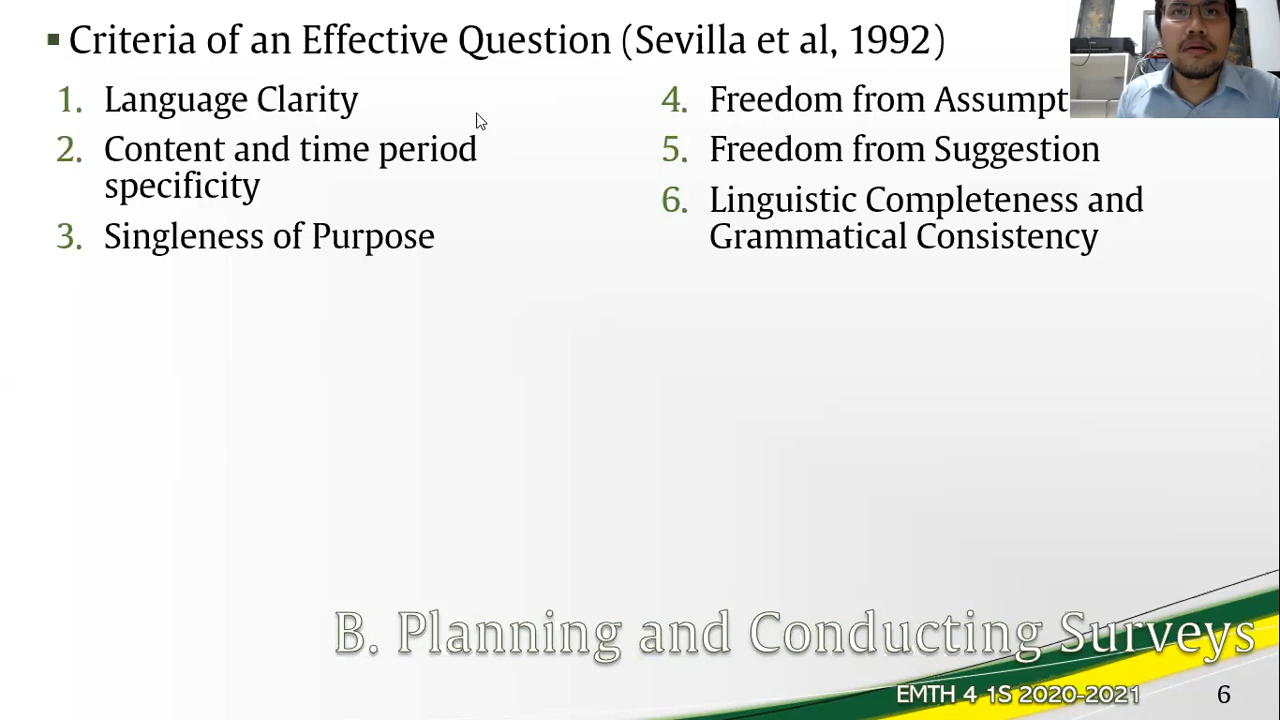 ▪ Criteria of an Effective Question (Sevilla et al, 1992)
1. Language Clarity
2. Content and time period
specificity
3. Singleness of Purpose
4. Freedom from Assumpt
5. Freedom from Suggestion
6. Linguistic Completeness and
Grammatical Consistency
B. Planning and Conducting Surveys
EMTH 4 1S 2020-2021
6